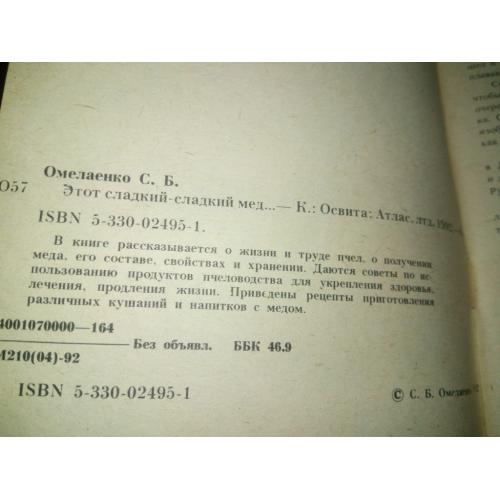 Омелаенко С. Б.
О57
Этот сладкий-сладкий мед...— К.: Освита; Атлас. лтд, 1992.
ISBN 5-330-02495-1.
В книге рассказывается о жизни и труде пчел, о получении
меда, его составе, свойствах и хранении. Даются советы по ис-
пользованию продуктов пчеловодства для укрепления здоровья,
лечения, продления жизни. Приведены рецепты приготовления
различных кушаний и напитков с медом.
4001070000—164
Без объявл. ББК 46.9
М210(04)-92
ISBN 5-330-02495-1
© С. Б. Омелаенко
чтобы
как